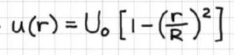 · u(r) = U₀ [1 - (r/R)²]